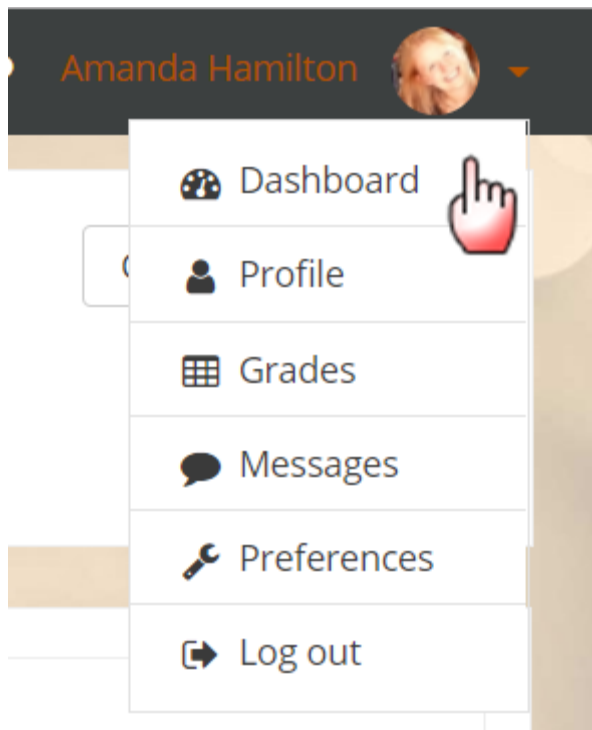 Amanda Hamilton
Dashboard
Profile
Grades
Messages
Preferences
Log out